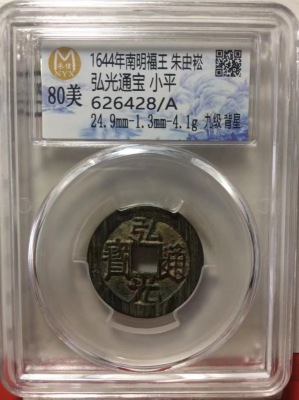 1644年南明福王 朱由崧
弘光通宝 小平
80美
626428/A
24.9mm-1.3mm-4.1g 九级 背星
弘光通寳